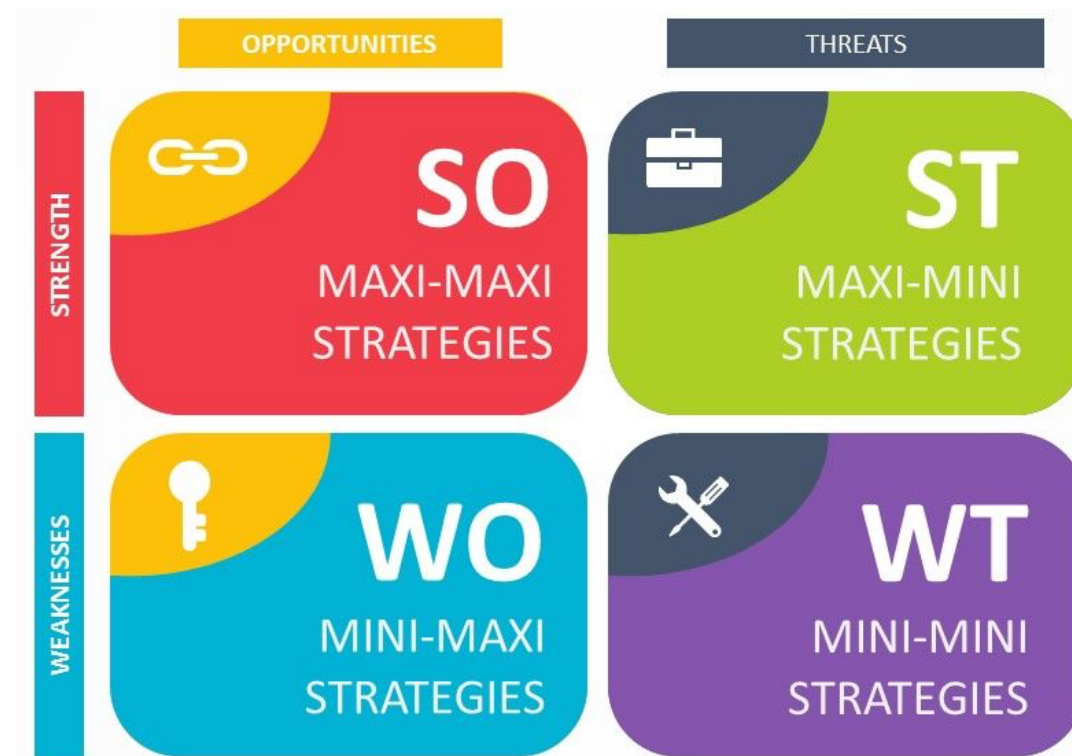 OPPORTUNITIES
THREATS
STRENGTH
SO
MAXI-MAXI
STRATEGIES
ST
MAXI-MINI
STRATEGIES
WEAKNESSES
WO
MINI-MAXI
STRATEGIES
WT
MINI-MINI
STRATEGIES